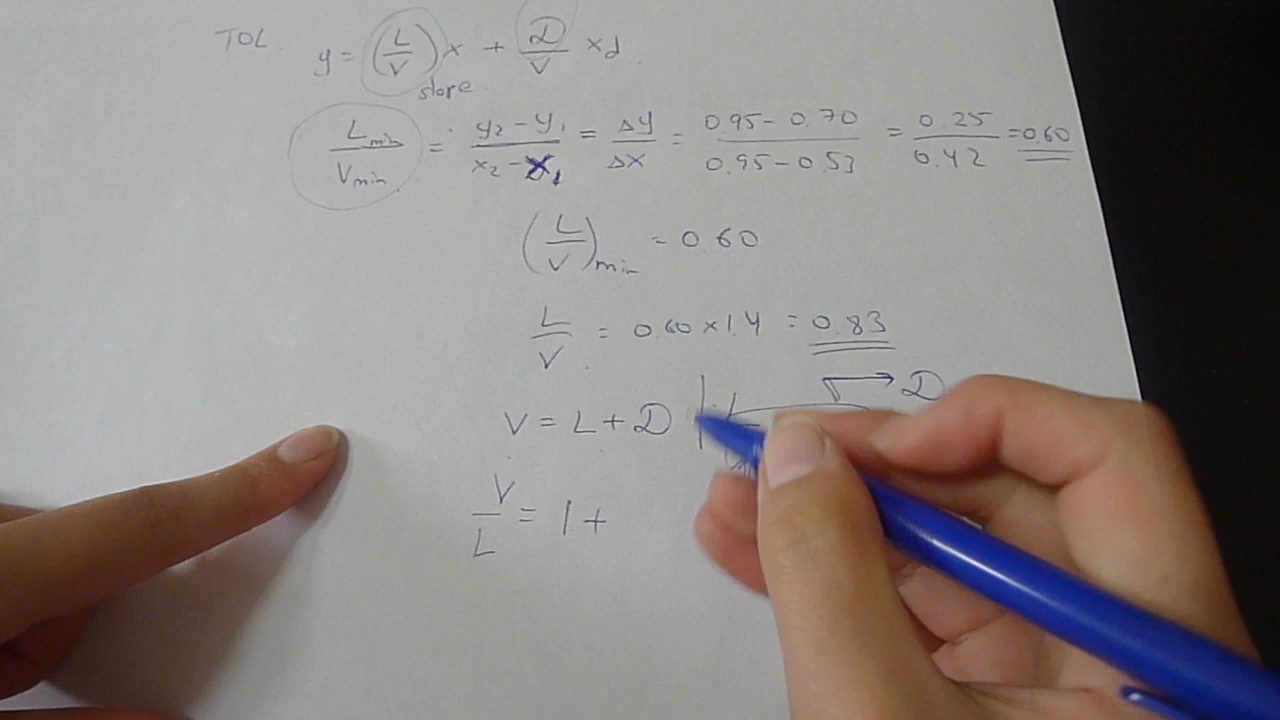 TOL. y = (L/V) x + D/V xd.
slope
Lmin/Vmin = y2 - y1/x2 - x1 = Δy/Δx = 0.95 - 0.70/0.95 - 0.53 = 0.25/0.42 = 0.60
(L/V)min = 0.60
L/V = 0.60 × 1.4 = 0.83
V = L + D | D
V/L = 1 +